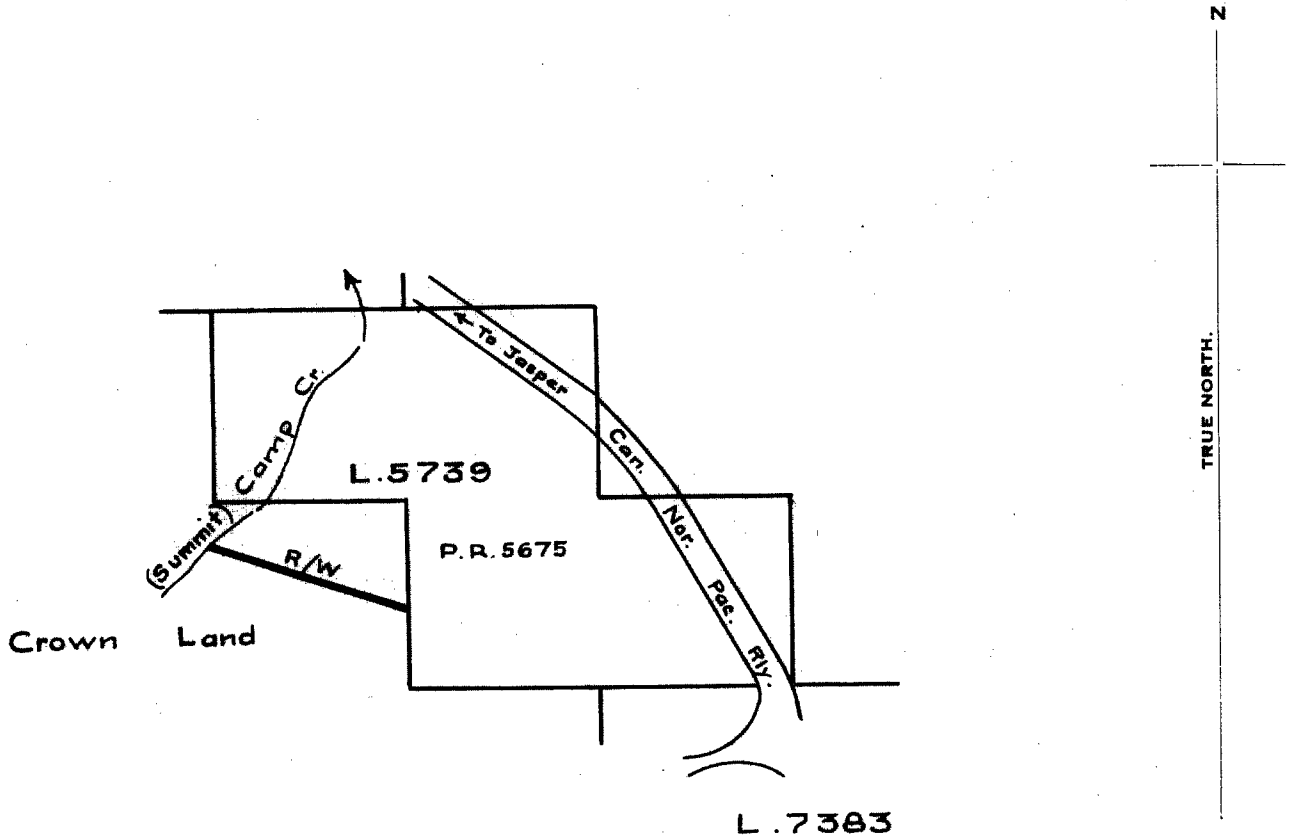 N
TRUE NORTH.
← To Jasper
Can. Nor. Pac. Rly.
(Summit) Camp Cr.
L.5739
P.R.5675
R/W
Crown Land
L.7383